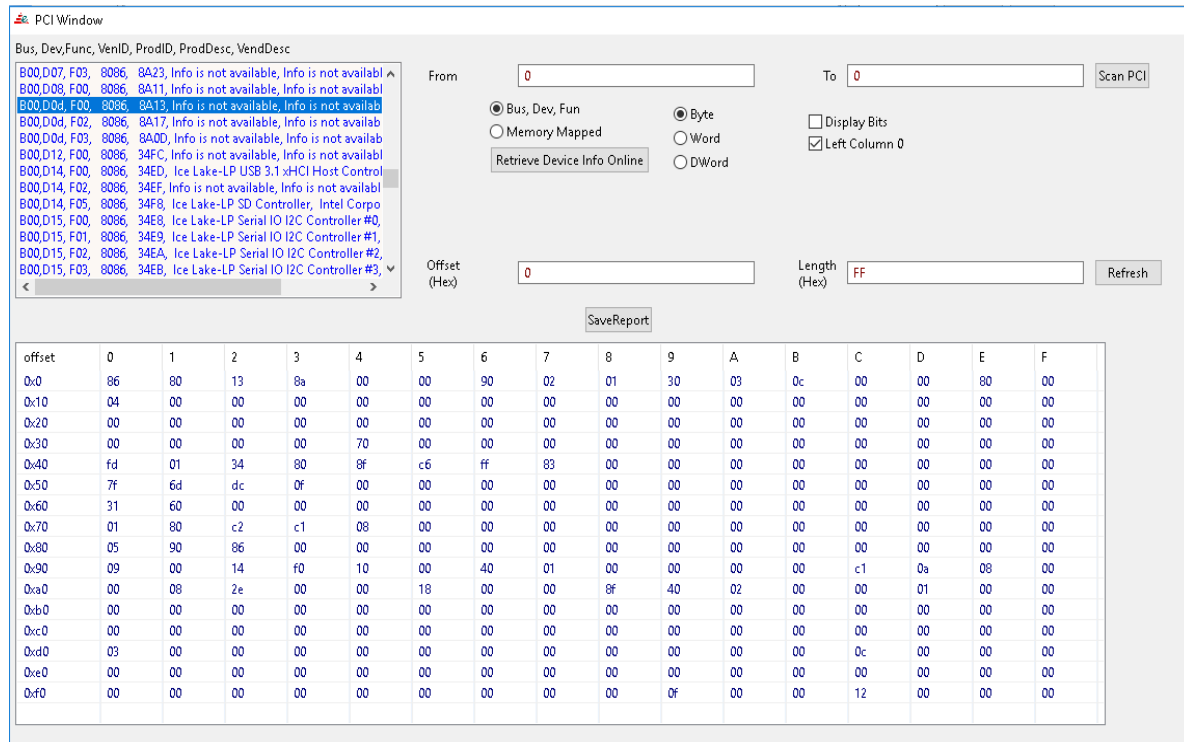 PCI Window
Bus, Dev,Func, VenID, ProdID, ProdDesc, VendDesc
B00,D07, F03, 8086, 8A23, Info is not available, Info is not availabl
B00,D08, F00, 8086, 8A11, Info is not available, Info is not availabl
B00,D0d, F00, 8086, 8A13, Info is not available, Info is not availab
B00,D0d, F02, 8086, 8A17, Info is not available, Info is not availab
B00,D0d, F03, 8086, 8A0D, Info is not available, Info is not availab
B00,D12, F00, 8086, 34FC, Info is not available, Info is not availabl
B00,D14, F00, 8086, 34ED, Ice Lake-LP USB 3.1 xHCI Host Control
B00,D14, F02, 8086, 34EF, Info is not available, Info is not availabl
B00,D14, F05, 8086, 34F8, Ice Lake-LP SD Controller, Intel Corpo
B00,D15, F00, 8086, 34E8, Ice Lake-LP Serial IO I2C Controller #0,
B00,D15, F01, 8086, 34E9, Ice Lake-LP Serial IO I2C Controller #1,
B00,D15, F02, 8086, 34EA, Ice Lake-LP Serial IO I2C Controller #2,
B00,D15, F03, 8086, 34EB, Ice Lake-LP Serial IO I2C Controller #3,
From 0 To 0 Scan PCI
Bus, Dev, Fun
Memory Mapped
Retrieve Device Info Online
Byte
Word
DWord
Display Bits
Left Column 0
Offset
(Hex)
0
Length
(Hex)
FF
Refresh
SaveReport
offset 0 1 2 3 4 5 6 7 8 9 A B C D E F
0x0 86 80 13 8a 00 00 90 02 01 30 03 0c 00 00 80 00
0x10 04 00 00 00 00 00 00 00 00 00 00 00 00 00 00 00
0x20 00 00 00 00 00 00 00 00 00 00 00 00 00 00 00 00
0x30 00 00 00 00 70 00 00 00 00 00 00 00 00 00 00 00
0x40 fd 01 34 80 8f c6 ff 83 00 00 00 00 00 00 00 00
0x50 7f 6d dc 0f 00 00 00 00 00 00 00 00 00 00 00 00
0x60 31 60 00 00 00 00 00 00 00 00 00 00 00 00 00 00
0x70 01 80 c2 c1 08 00 00 00 00 00 00 00 00 00 00 00
0x80 05 90 86 00 00 00 00 00 00 00 00 00 00 00 00 00
0x90 09 00 14 f0 10 00 40 01 00 00 00 00 c1 0a 08 00
0xa0 00 08 2e 00 00 18 00 00 8f 40 02 00 00 01 00 00
0xb0 00 00 00 00 00 00 00 00 00 00 00 00 00 00 00 00
0xc0 00 00 00 00 00 00 00 00 00 00 00 00 00 00 00 00
0xd0 03 00 00 00 00 00 00 00 00 00 00 00 0c 00 00 00
0xe0 00 00 00 00 00 00 00 00 00 00 00 00 00 00 00 00
0xf0 00 00 00 00 00 00 00 00 00 0f 00 00 12 00 00 00